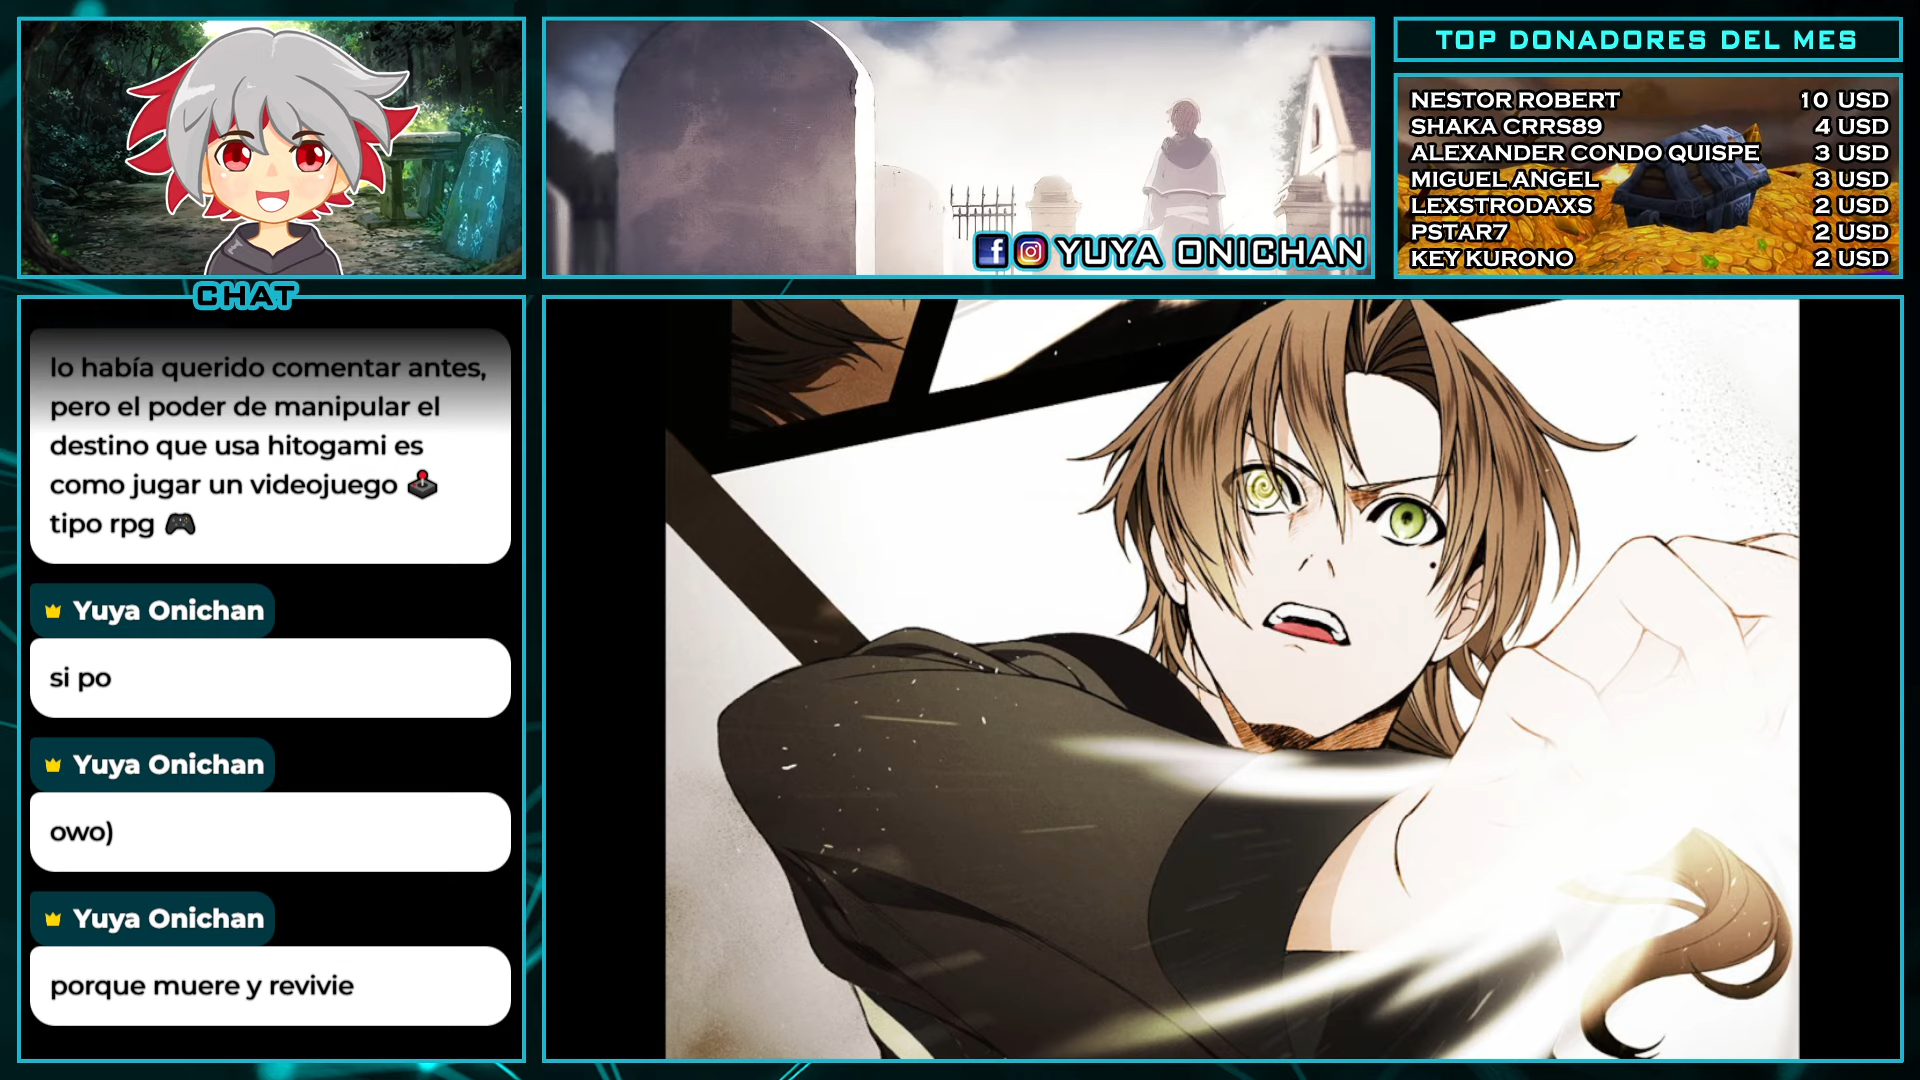 YUYA ONICHAN
TOP DONADORES DEL MES
NESTOR ROBERT 10 USD
SHAKA CRRS89 4 USD
ALEXANDER CONDO QUISPE 3 USD
MIGUEL ANGEL 3 USD
LEXSTRODAXS 2 USD
PSTAR7 2 USD
KEY KURONO 2 USD
CHAT
lo había querido comentar antes,
pero el poder de manipular el
destino que usa hitogami es
como jugar un videojuego 🕹️
tipo rpg 🎮
Yuya Onichan
si po
Yuya Onichan
owo)
Yuya Onichan
porque muere y revivie